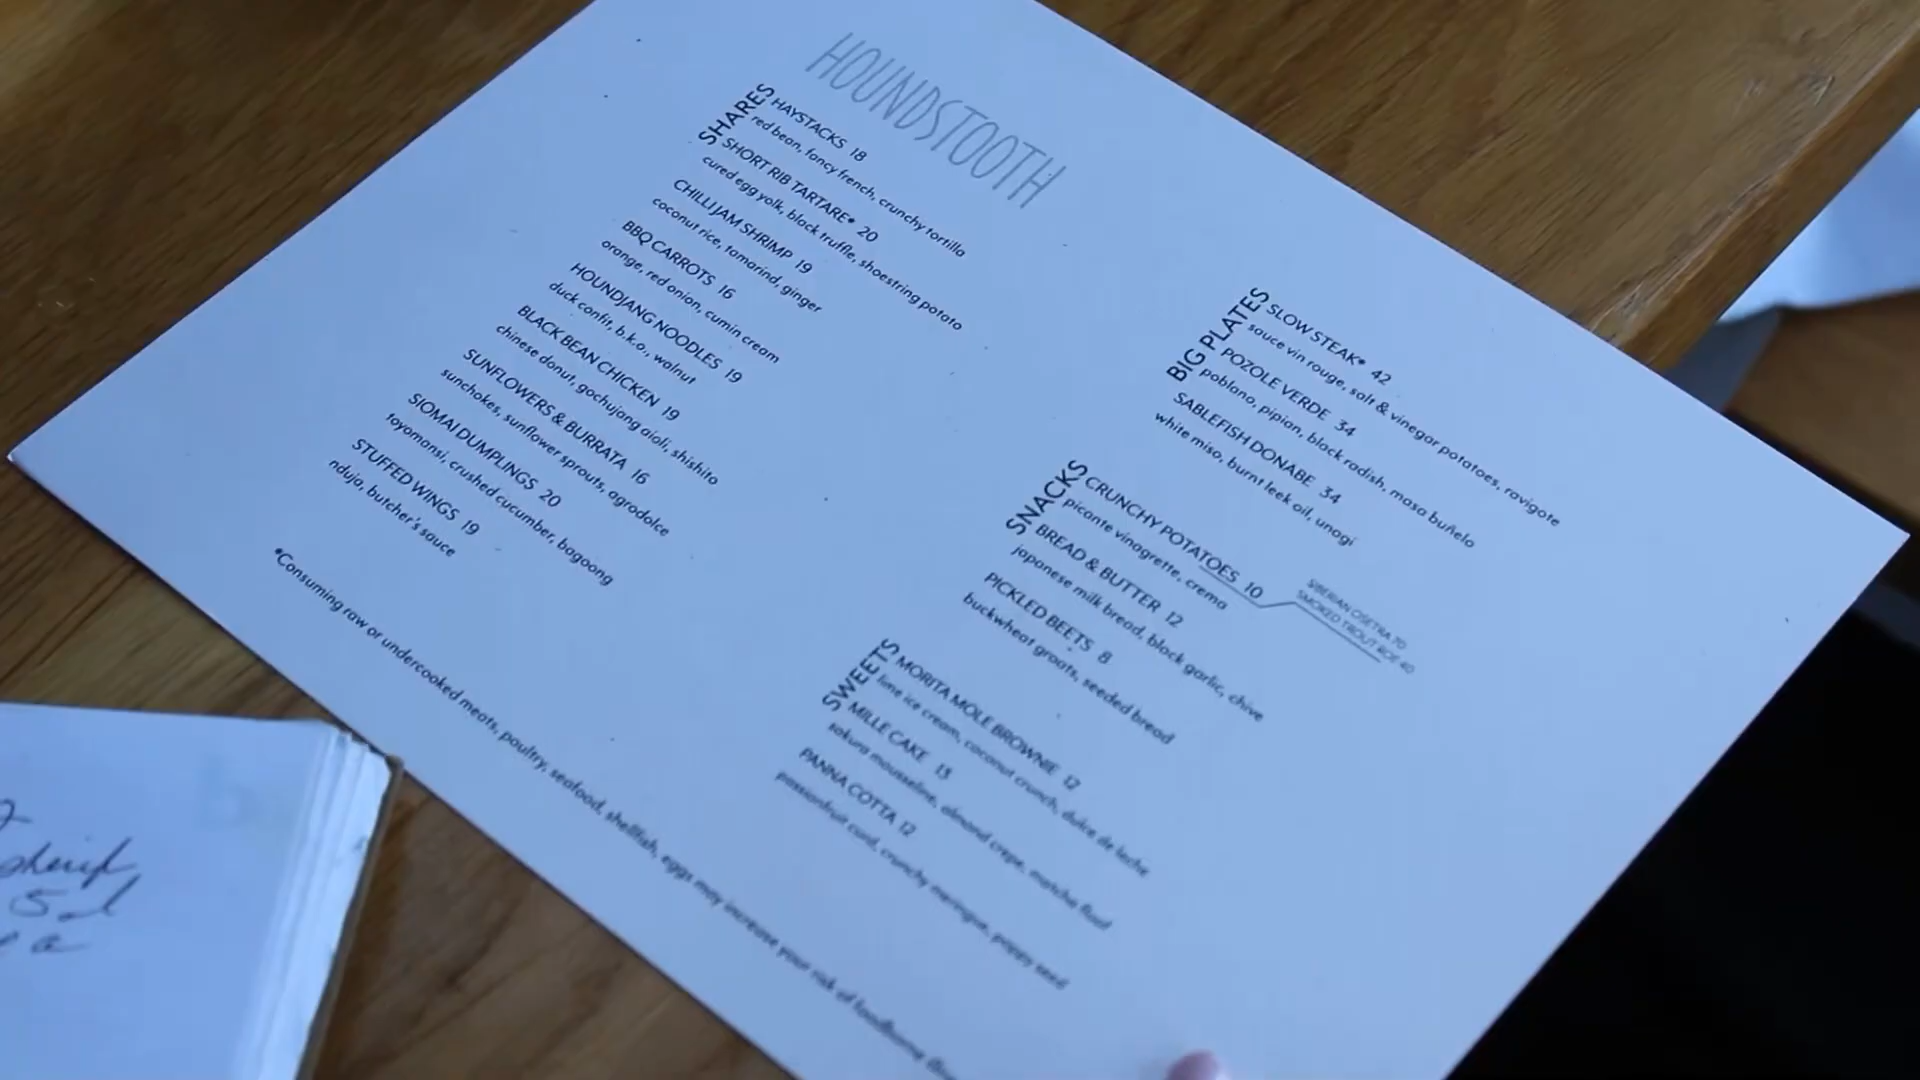 HOUNDSTOOTH
SHARES
HAYSTACKS 18
red bean, fancy french, crunchy tortilla
SHORT RIB TARTARE* 20
cured egg yolk, black truffle, shoestring potato
CHILLI JAM SHRIMP 19
coconut rice, tamarind, ginger
BBQ CARROTS 16
orange, red onion, cumin cream
HOUNDJANG NOODLES 19
duck confit, b.k.o., walnut
BLACK BEAN CHICKEN 19
chinese donut, gochujang aioli, shishito
SUNFLOWERS & BURRATA 16
sunchokes, sunflower sprouts, agrodolce
SIOMAI DUMPLINGS 20
toyomansi, crushed cucumber, bagoong
STUFFED WINGS 19
nduja, butcher's sauce
BIG PLATES
SLOW STEAK* 42
sauce vin rouge, salt & vinegar potatoes, ravigote
POZOLE VERDE 34
poblano, pipian, black radish, masa buñelo
SABLEFISH DONABE 34
white miso, burnt leek oil, unagi
SNACKS
CRUNCHY POTATOES 10
picante vinagrette, crema
SIBERIAN OSETRA 70
SMOKED TROUT ROE 40
BREAD & BUTTER 12
japanese milk bread, black garlic, chive
PICKLED BEETS 8
buckwheat groats, seeded bread
SWEETS
MORITA MOLE BROWNIE 12
lime ice cream, coconut crunch, dulce de leche
MILLE CAKE 13
sakura mousseline, almond crepe, matcha fluff
PANNA COTTA 12
passionfruit curd, crunchy meringue, poppy seed
*Consuming raw or undercooked meats, poultry, seafood, shellfish, eggs may increase your risk of foodborne